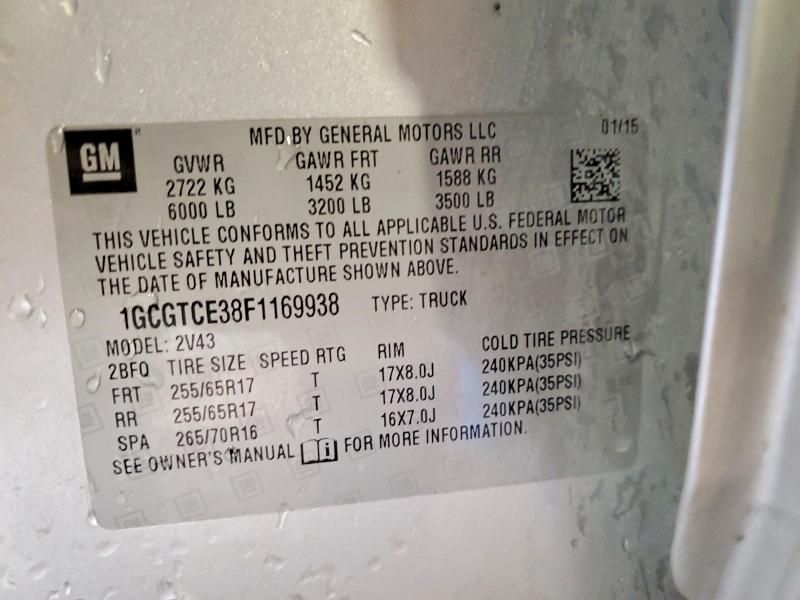 GM
MFD BY GENERAL MOTORS LLC 01/15
GVWR GAWR FRT GAWR RR
2722 KG 1452 KG 1588 KG
6000 LB 3200 LB 3500 LB
THIS VEHICLE CONFORMS TO ALL APPLICABLE U.S. FEDERAL MOTOR
VEHICLE SAFETY AND THEFT PREVENTION STANDARDS IN EFFECT ON
THE DATE OF MANUFACTURE SHOWN ABOVE.
1GCGTCE38F1169938 TYPE: TRUCK
MODEL: 2V43
2BFQ TIRE SIZE SPEED RTG RIM COLD TIRE PRESSURE
FRT 255/65R17 T 17X8.0J 240KPA(35PSI)
RR 255/65R17 T 17X8.0J 240KPA(35PSI)
SPA 265/70R16 T 16X7.0J 240KPA(35PSI)
SEE OWNER'S MANUAL i FOR MORE INFORMATION.